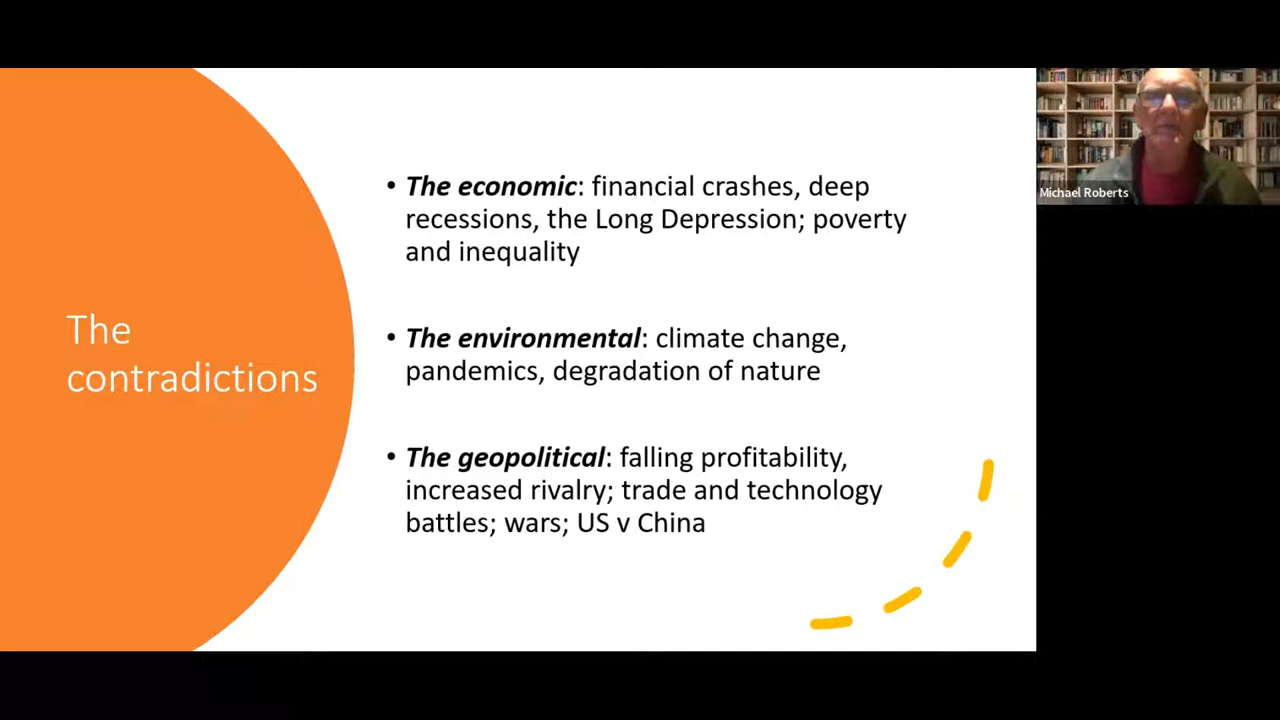 The
contradictions
• The economic: financial crashes, deep
recessions, the Long Depression; poverty
and inequality
• The environmental: climate change,
pandemics, degradation of nature
• The geopolitical: falling profitability,
increased rivalry; trade and technology
battles; wars; US v China
Michael Roberts